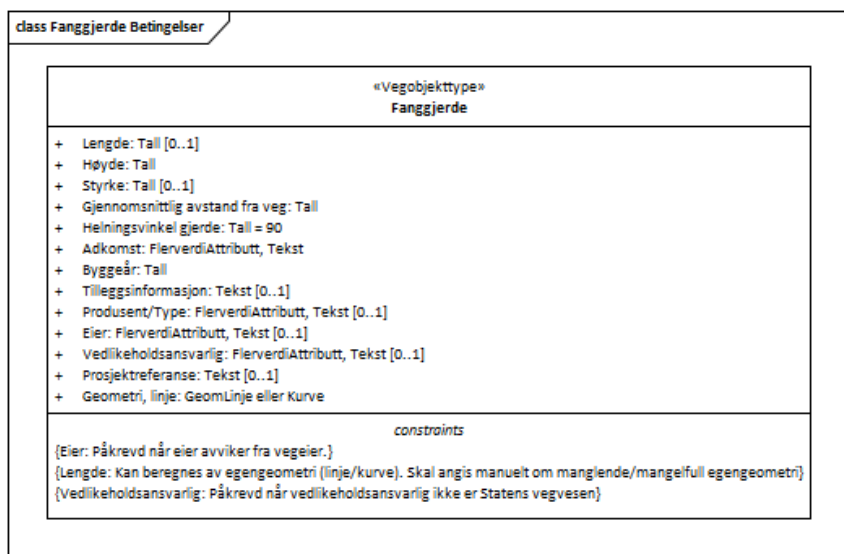 class Fanggjerde Betingelser
«Vegobjekttype»
Fanggjerde
+ Lengde: Tall [0..1]
+ Høyde: Tall
+ Styrke: Tall [0..1]
+ Gjennomsnittlig avstand fra veg: Tall
+ Helningsvinkel gjerde: Tall = 90
+ Adkomst: FlerverdiAttributt, Tekst
+ Byggeår: Tall
+ Tilleggsinformasjon: Tekst [0..1]
+ Produsent/Type: FlerverdiAttributt, Tekst [0..1]
+ Eier: FlerverdiAttributt, Tekst [0..1]
+ Vedlikeholdsansvarlig: FlerverdiAttributt, Tekst [0..1]
+ Prosjektreferanse: Tekst [0..1]
+ Geometri, linje: GeomLinje eller Kurve
constraints
{Eier: Påkrevd når eier avviker fra vegeier.}
{Lengde: Kan beregnes av egengeometri (linje/kurve). Skal angis manuelt om manglende/mangelfull egengeometri}
{Vedlikeholdsansvarlig: Påkrevd når vedlikeholdsansvarlig ikke er Statens vegvesen}